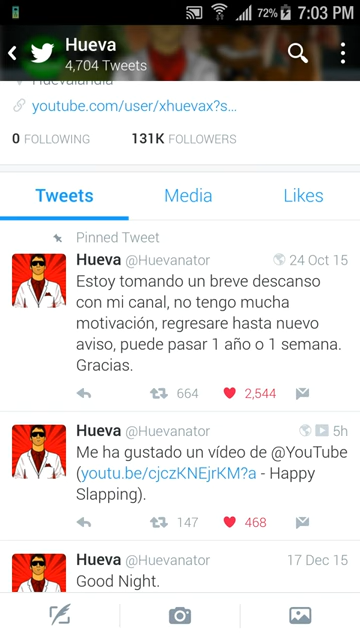 72% 7:03 PM
Hueva
4,704 Tweets
Huevalandia
youtube.com/user/xhuevax?s...
0 FOLLOWING 131K FOLLOWERS
Tweets Media Likes
Pinned Tweet
Hueva @Huevanator 24 Oct 15
Estoy tomando un breve descanso
con mi canal, no tengo mucha
motivación, regresare hasta nuevo
aviso, puede pasar 1 año o 1 semana.
Gracias.
664 2,544
Hueva @Huevanator 5h
Me ha gustado un vídeo de @YouTube
(youtu.be/cjczKNEjrKM?a - Happy
Slapping).
147 468
Hueva @Huevanator 17 Dec 15
Good Night.